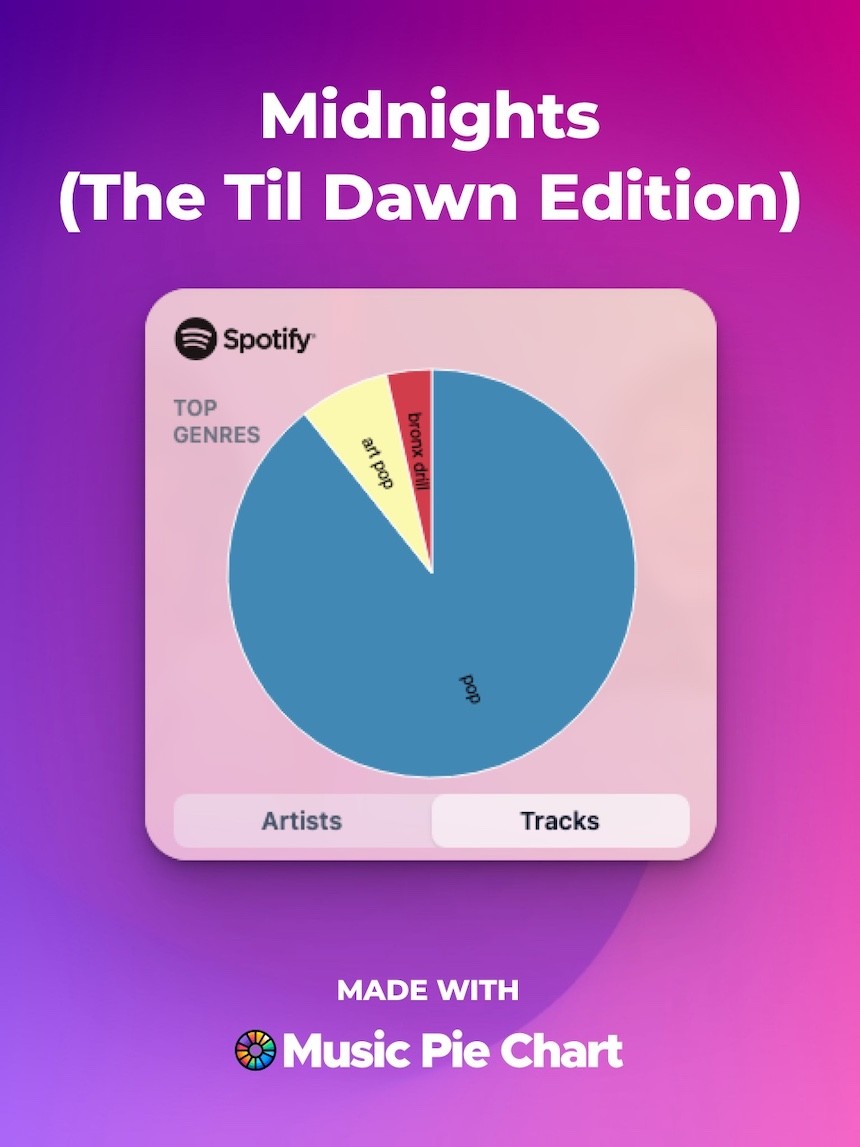 Midnights
(The Til Dawn Edition)
Spotify
TOP
GENRES
art pop
bronx drill
pop
Artists
Tracks
MADE WITH
Music Pie Chart